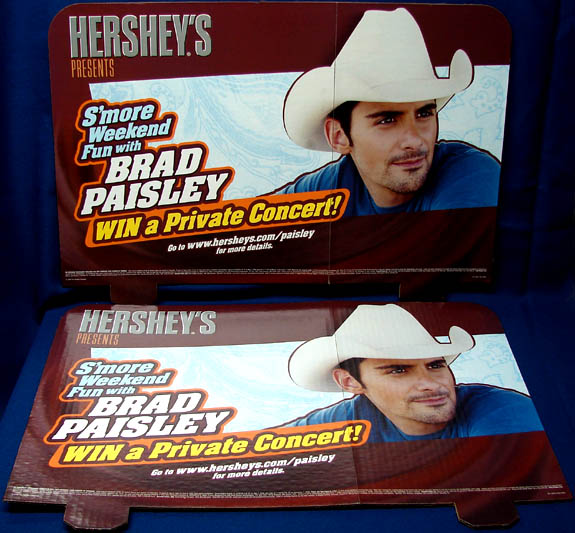 HERSHEY'S
PRESENTS
S'more
Weekend
Fun with
BRAD
PAISLEY
WIN a Private Concert!
Go to www.hersheys.com/paisley
for more details.
HERSHEY'S
PRESENTS
S'more
Weekend
Fun with
BRAD
PAISLEY
WIN a Private Concert!
Go to www.hersheys.com/paisley
for more details.